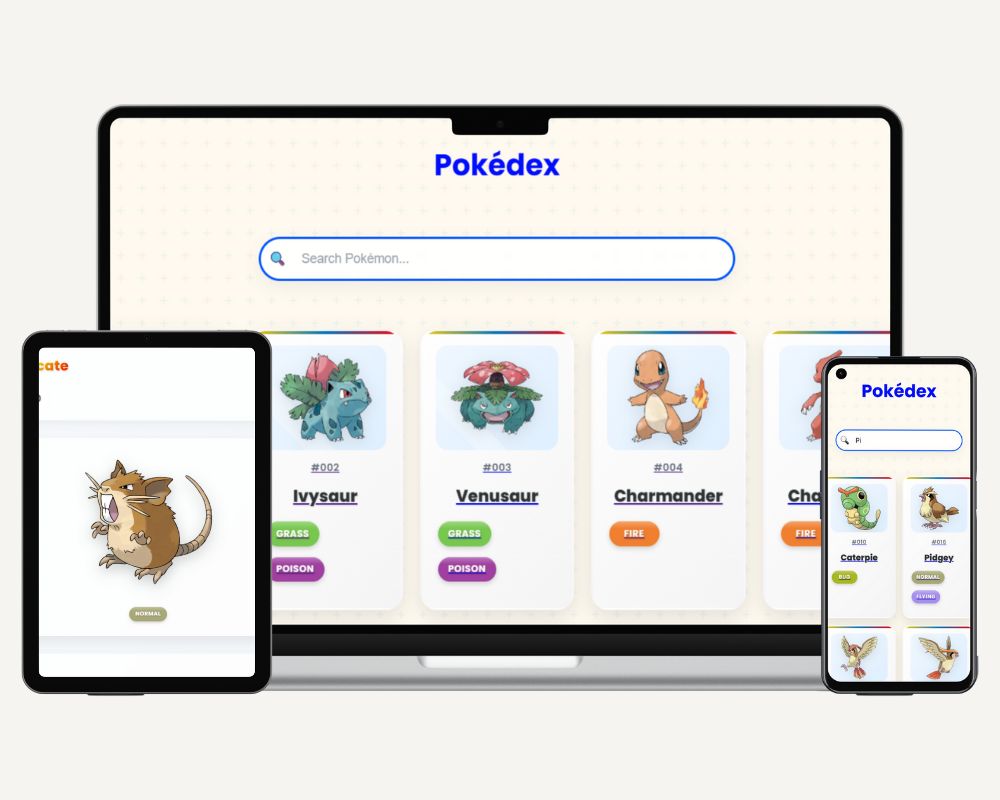 Pokédex
Search Pokémon...
#002
Ivysaur
GRASS
POISON
#003
Venusaur
GRASS
POISON
#004
Charmander
FIRE
Cha
FIRE
cate
NORMAL
Pokédex
Pi
#010
Caterpie
BUG
#016
Pidgey
NORMAL
FLYING